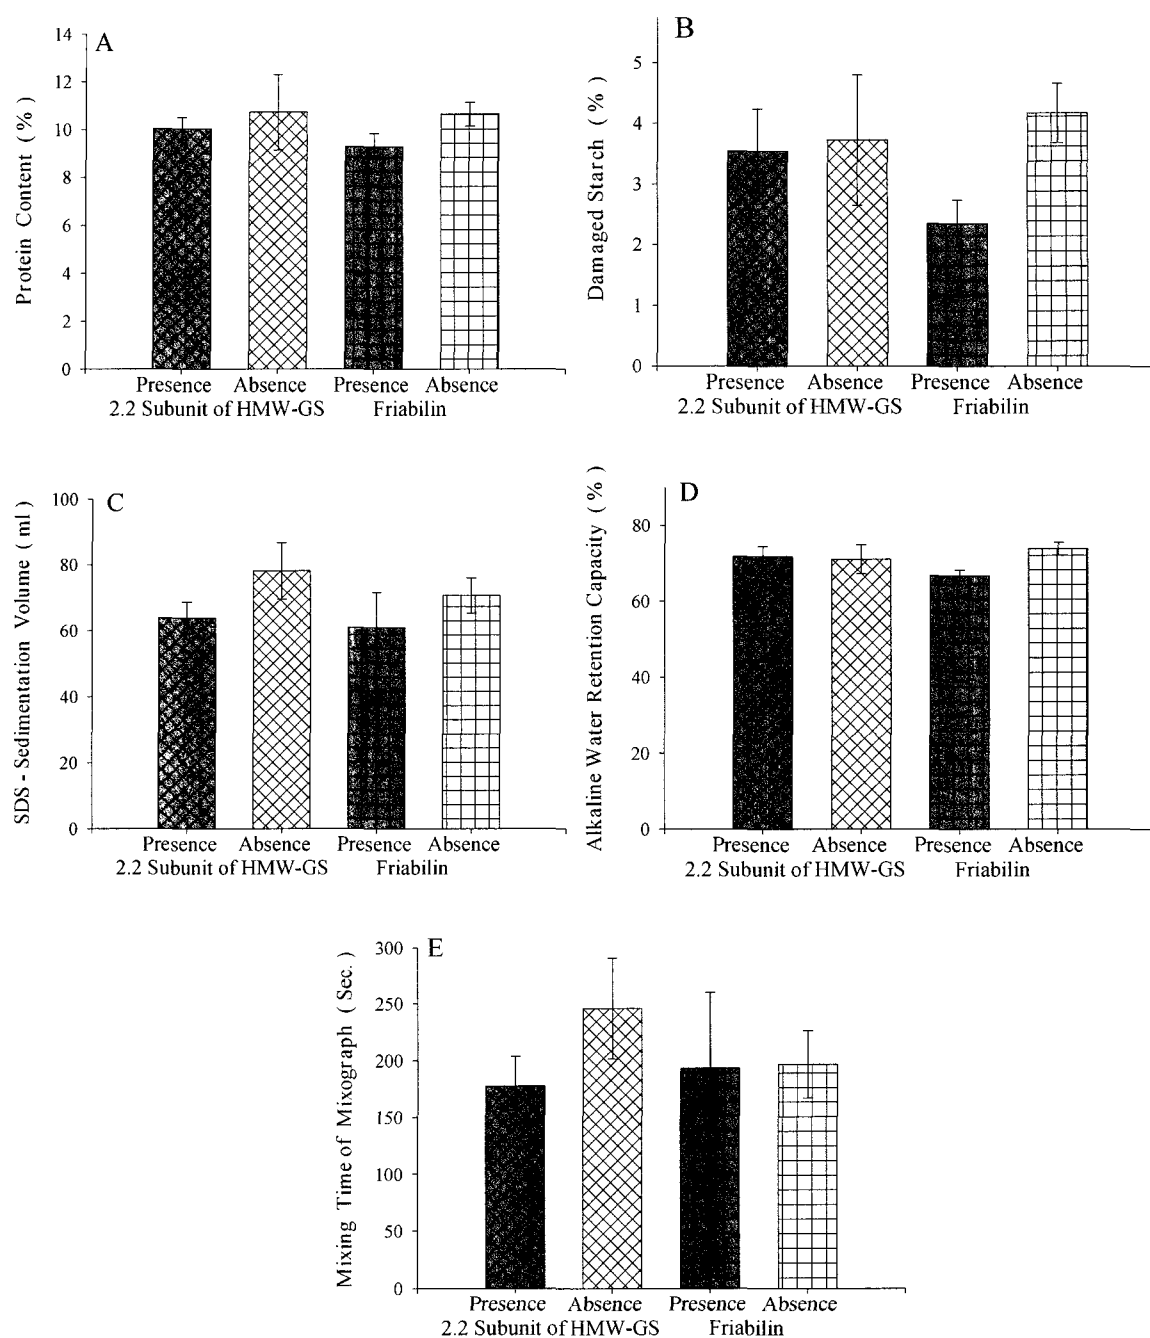 A
Protein Content ( % )
14
12
10
8
6
4
2
0
Presence Absence Presence Absence
2.2 Subunit of HMW-GS Friabilin
B
Damaged Starch ( % )
5
4
3
2
1
0
Presence Absence Presence Absence
2.2 Subunit of HMW-GS Friabilin
C
SDS - Sedimentation Volume ( ml )
100
80
60
40
20
0
Presence Absence Presence Absence
2.2 Subunit of HMW-GS Friabilin
D
Alkaline Water Retention Capacity ( % )
80
60
40
20
0
Presence Absence Presence Absence
2.2 Subunit of HMW-GS Friabilin
E
Mixing Time of Mixograph ( Sec. )
300
250
200
150
100
50
0
Presence Absence Presence Absence
2.2 Subunit of HMW-GS Friabilin